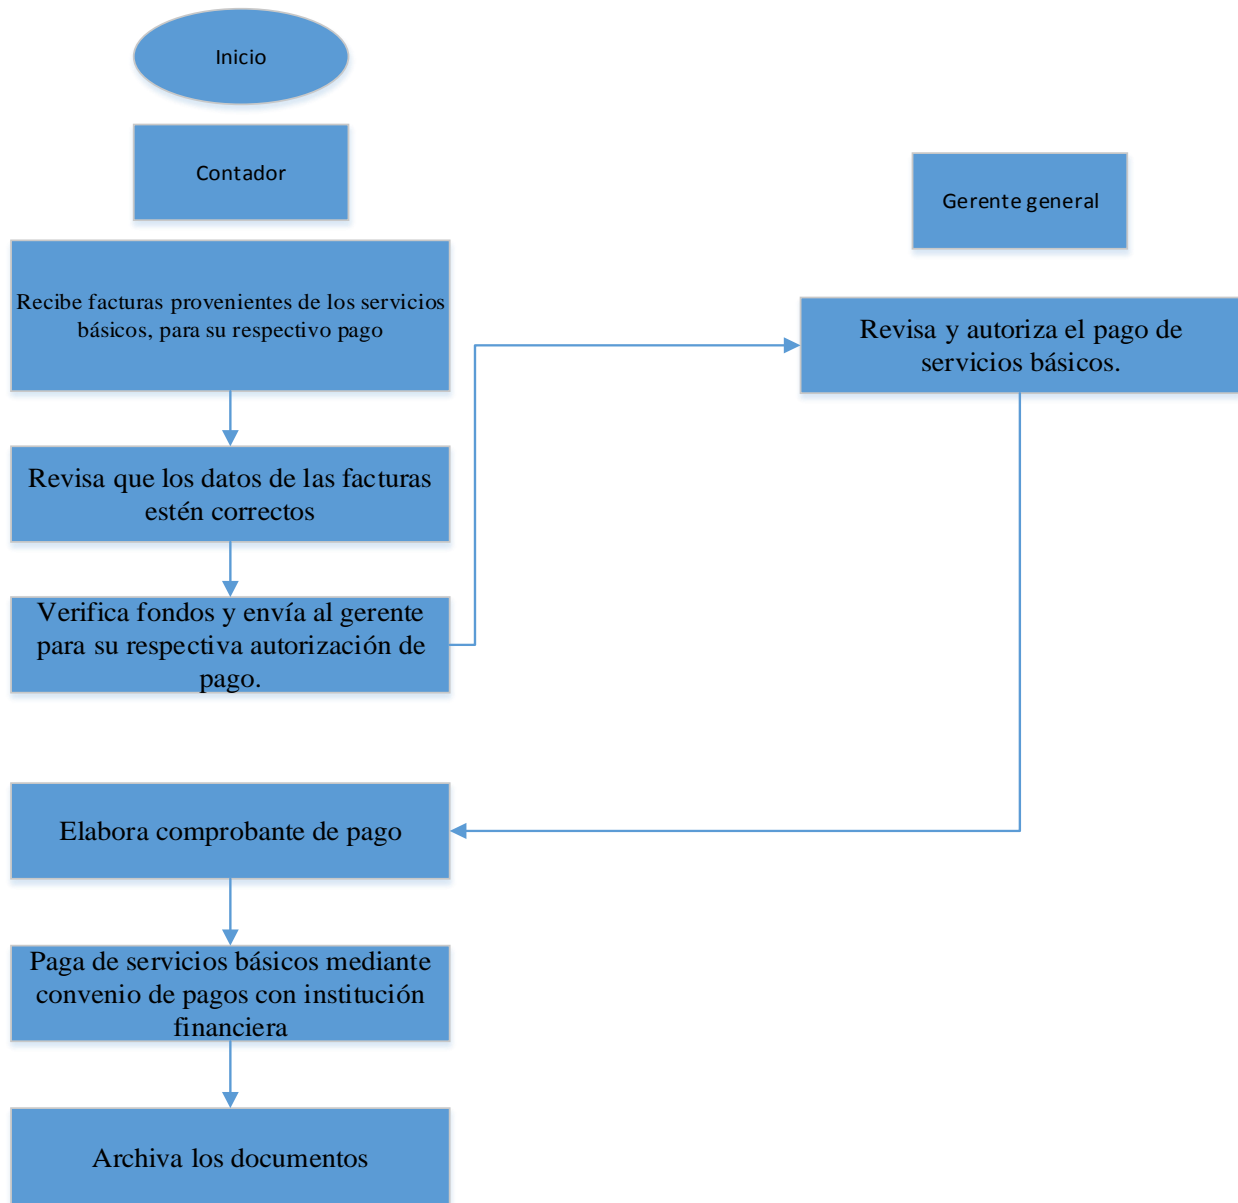 Inicio
Contador
Gerente general
Recibe facturas provenientes de los servicios
básicos, para su respectivo pago
Revisa y autoriza el pago de
servicios básicos.
Revisa que los datos de las facturas
estén correctos
Verifica fondos y envía al gerente
para su respectiva autorización de
pago.
Elabora comprobante de pago
Paga de servicios básicos mediante
convenio de pagos con institución
financiera
Archiva los documentos